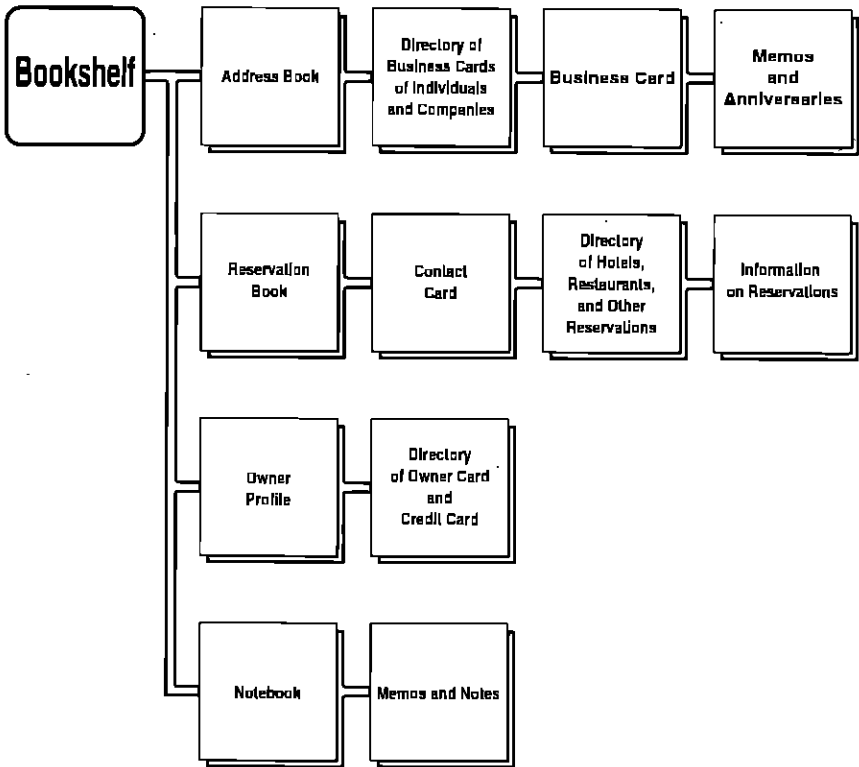 Bookshelf
Address Book
Directory of
Business Cards
of Individuals
and Companies
Business Card
Memos
and
Anniversaries
Reservation
Book
Contact
Card
Directory
of Hotels,
Restaurants,
and Other
Reservations
Information
on Reservations
Owner
Profile
Directory
of Owner Card
and
Credit Card
Notebook
Memos and Notes